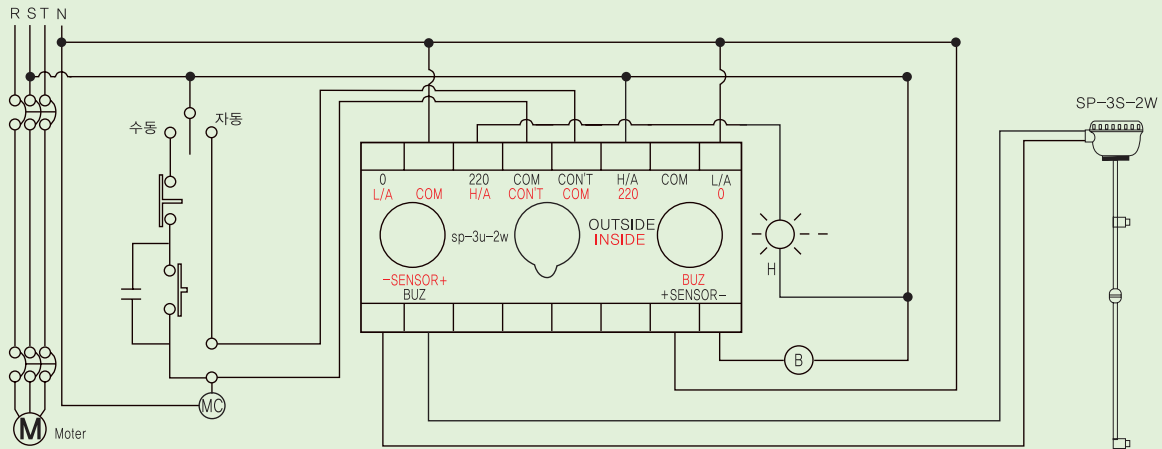 R S T N
수동
자동
SP-3S-2W
0 220 COM CON'T H/A COM L/A
L/A COM H/A CON'T COM 220 0
sp-3u-2w
OUTSIDE
INSIDE
H
-SENSOR+
BUZ
BUZ
+SENSOR-
B
MC
M
Moter